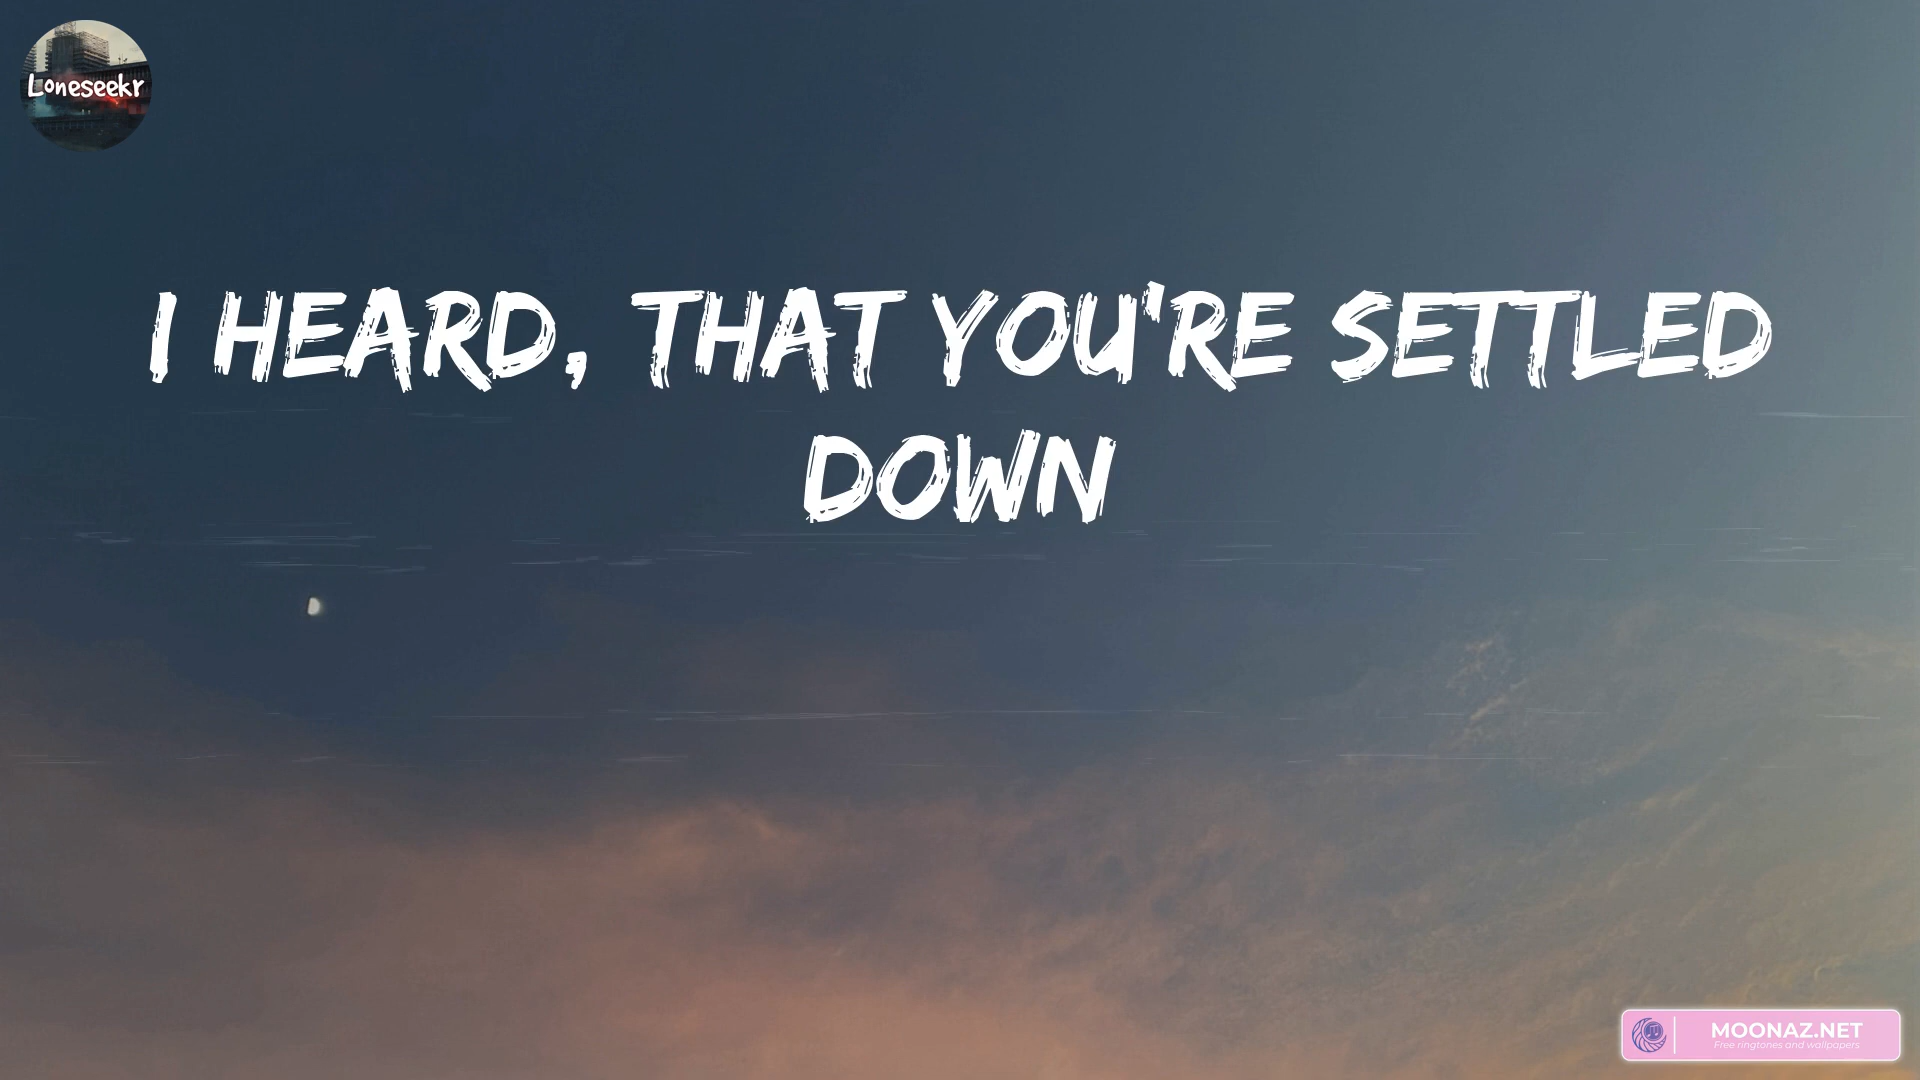 Loneseekr
I HEARD, THAT YOU'RE SETTLED
DOWN
MOONAZ.NET
Free ringtones and wallpapers